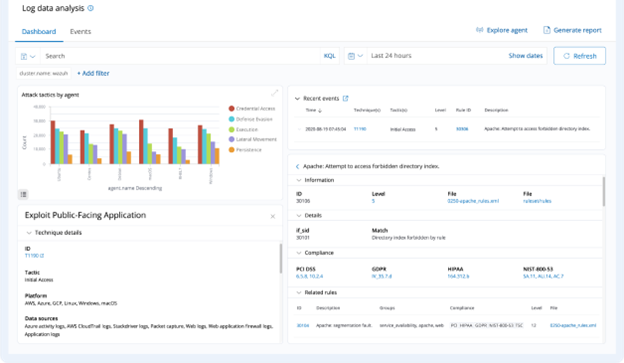 Log data analysis
Dashboard
Events
Explore agent
Generate report
Search
KQL
Last 24 hours
Show dates
Refresh
cluster.name: wazuh
+ Add filter
Attack tactics by agent
Count
Credential Access
Defense Evasion
Execution
Lateral Movement
Persistence
Debian
macOS
Windows
agent.name Descending
Exploit Public-Facing Application
Technique details
ID
T1190
Tactic
Initial Access
Platform
AWS, Azure, GCP, Linux, Windows, macOS
Data sources
Azure activity logs, AWS CloudTrail logs, Stackdriver logs, Packet capture, Web logs, Web application firewall logs,
Application logs
Recent events
Time Technique(s) Tactic(s) Level Rule ID Description
T1190 Initial Access 5 30306 Apache: Attempt to access forbidden directory index.
Apache: Attempt to access forbidden directory index.
Information
ID Level File File
30106 5 0250-apache_rules.xml ruleset/rules
Details
if_sid Match
30101 Directory index forbidden by rule
Compliance
PCI DSS GDPR HIPAA NIST-800-53
6.5.8, 10.2.4 IV_35.7.d 164.312.b SA.11, AU.14, AC.7
Related rules
ID Description Groups Compliance Level File
30104 Apache: segmentation fault. service_availability, apache, web PCI HIPAA GDPR NIST-800-53 TSC 12 0250-apache_rules.xml